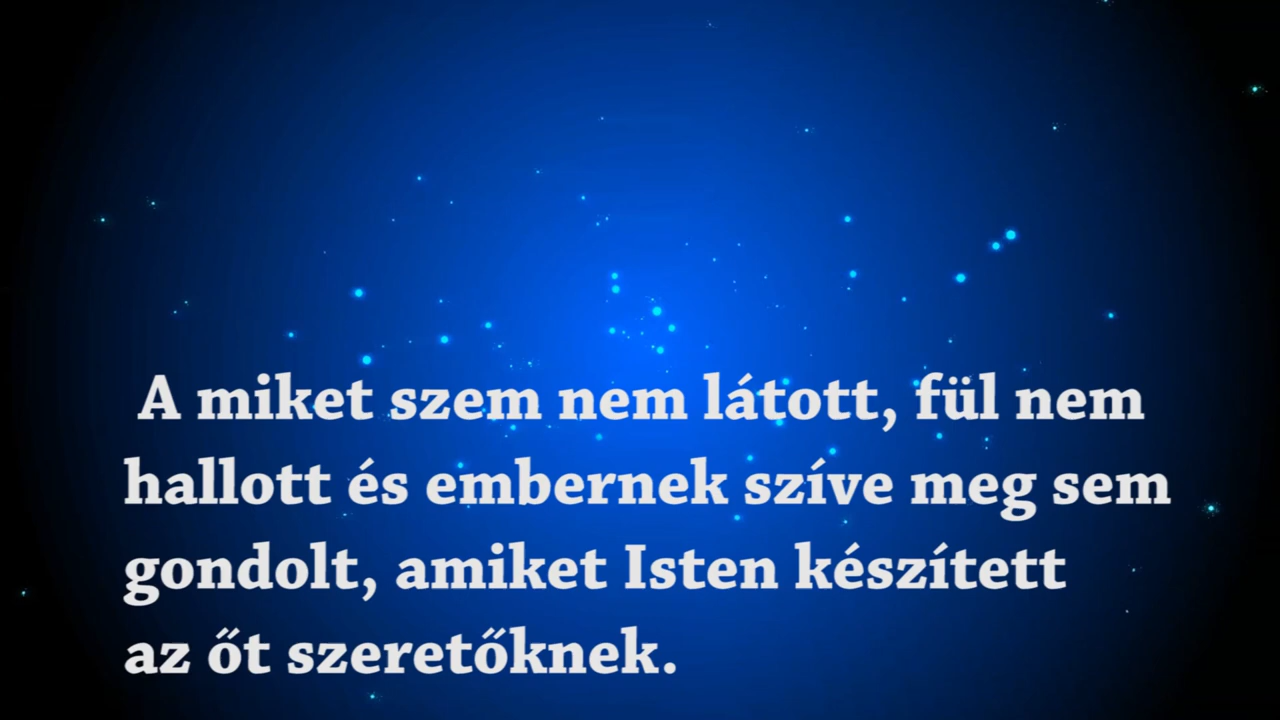 A miket szem nem látott, fül nem
hallott és embernek szíve meg sem
gondolt, amiket Isten készített
az őt szeretőknek.